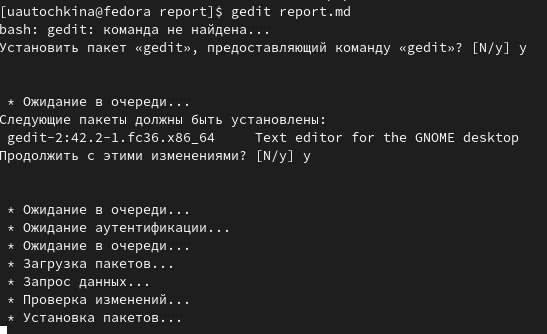 [uautochkina@fedora report]$ gedit report.md
bash: gedit: команда не найдена...
Установить пакет «gedit», предоставляющий команду «gedit»? [N/y] y
* Ожидание в очереди...
Следующие пакеты должны быть установлены:
gedit-2:42.2-1.fc36.x86_64 Text editor for the GNOME desktop
Продолжить с этими изменениями? [N/y] y
* Ожидание в очереди...
* Ожидание аутентификации...
* Ожидание в очереди...
* Загрузка пакетов...
* Запрос данных...
* Проверка изменений...
* Установка пакетов...